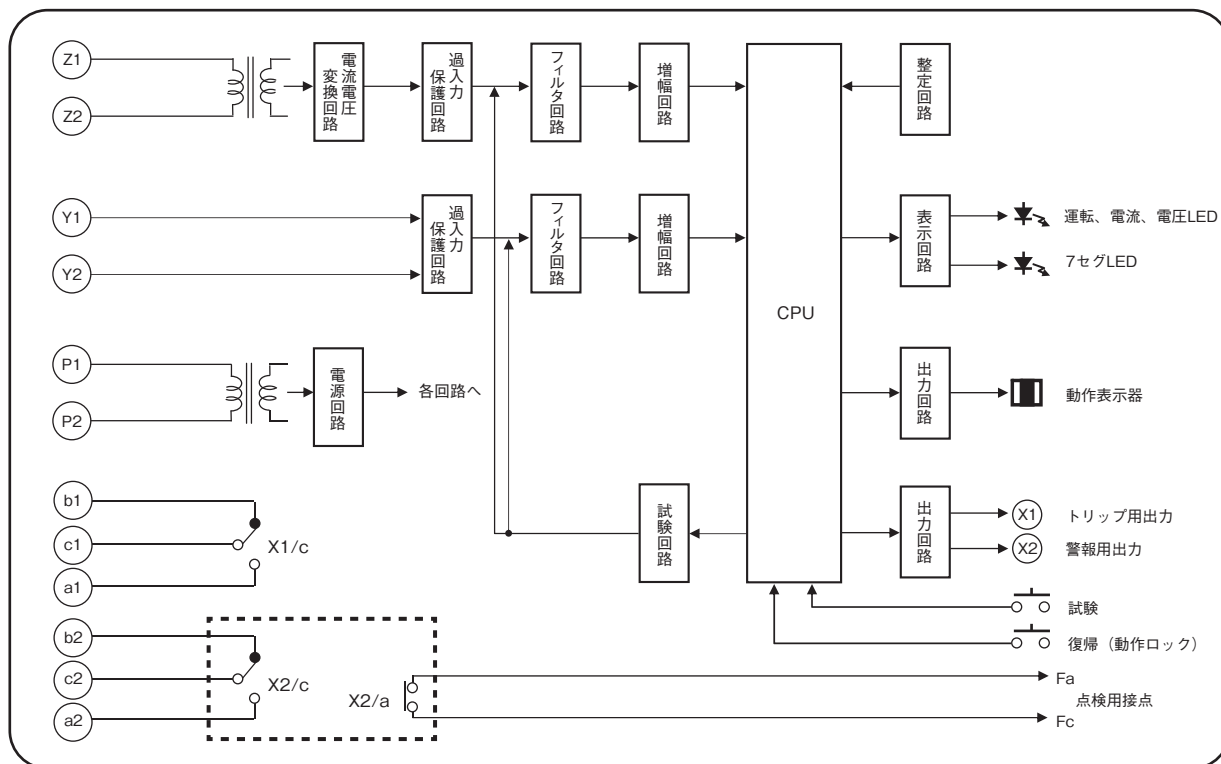 Z1
Z2
電流電圧
変換回路
過入力
保護回路
フィルタ回路
増幅回路
整定回路
Y1
Y2
過入力
保護回路
フィルタ回路
増幅回路
CPU
表示回路
運転、電流、電圧LED
7セグLED
P1
P2
電源回路
各回路へ
出力回路
動作表示器
b1
c1
a1
X1/c
試験回路
出力回路
X1
トリップ用出力
X2
警報用出力
試験
復帰（動作ロック）
b2
c2
a2
X2/c
X2/a
Fa
点検用接点
Fc